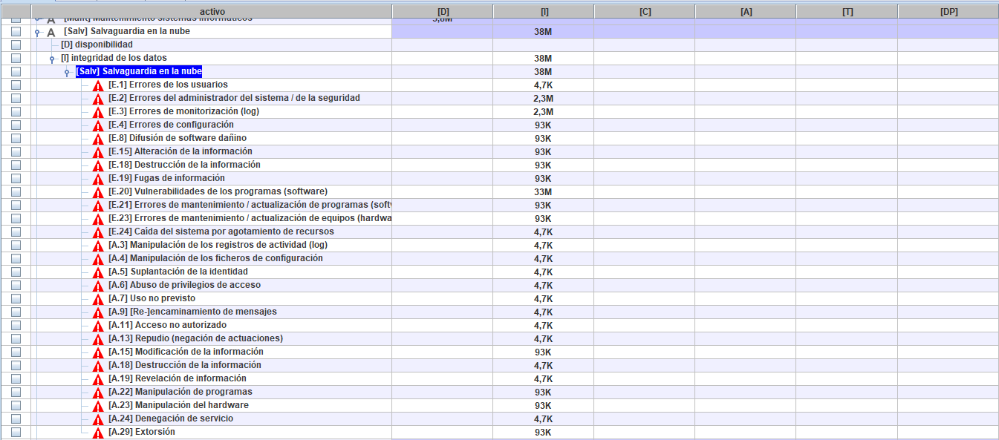 activo [D] [I] [C] [A] [T] [DP]
[Mant] Mantenimiento sistemas informáticos 5,8M
A [Salv] Salvaguardia en la nube 38M
[D] disponibilidad
[I] integridad de los datos 38M
[Salv] Salvaguardia en la nube 38M
[E.1] Errores de los usuarios 4,7K
[E.2] Errores del administrador del sistema / de la seguridad 2,3M
[E.3] Errores de monitorización (log) 2,3M
[E.4] Errores de configuración 93K
[E.8] Difusión de software dañino 93K
[E.15] Alteración de la información 93K
[E.18] Destrucción de la información 93K
[E.19] Fugas de información 93K
[E.20] Vulnerabilidades de los programas (software) 33M
[E.21] Errores de mantenimiento / actualización de programas (soft 93K
[E.23] Errores de mantenimiento / actualización de equipos (hardwa 93K
[E.24] Caída del sistema por agotamiento de recursos 4,7K
[A.3] Manipulación de los registros de actividad (log) 4,7K
[A.4] Manipulación de los ficheros de configuración 4,7K
[A.5] Suplantación de la identidad 4,7K
[A.6] Abuso de privilegios de acceso 4,7K
[A.7] Uso no previsto 4,7K
[A.9] [Re-]encaminamiento de mensajes 4,7K
[A.11] Acceso no autorizado 4,7K
[A.13] Repudio (negación de actuaciones) 4,7K
[A.15] Modificación de la información 93K
[A.18] Destrucción de la información 4,7K
[A.19] Revelación de información 4,7K
[A.22] Manipulación de programas 93K
[A.23] Manipulación del hardware 93K
[A.24] Denegación de servicio 4,7K
[A.29] Extorsión 93K